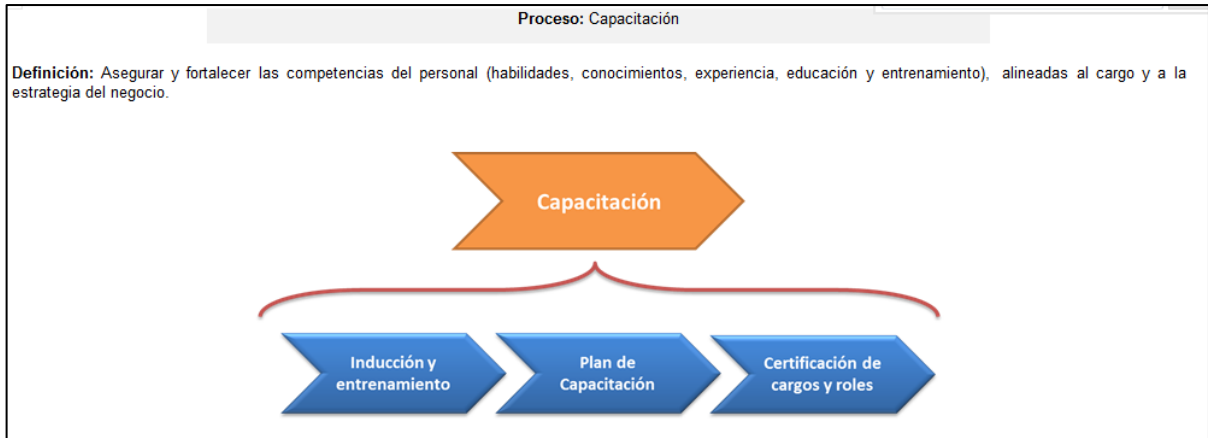 Proceso: Capacitación
Definición: Asegurar y fortalecer las competencias del personal (habilidades, conocimientos, experiencia, educación y entrenamiento), alineadas al cargo y a la
estrategia del negocio.
Capacitación
Inducción y
entrenamiento
Plan de
Capacitación
Certificación de
cargos y roles